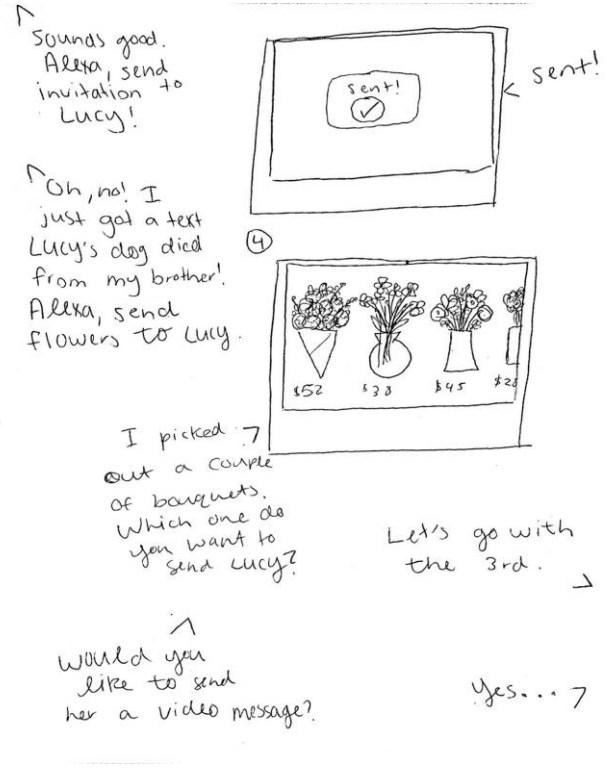 Sounds good.
Alexa, send
invitation to
Lucy!
sent!
sent!
Oh, no! I
just got a text
Lucy's dog died
from my brother!
Alexa, send
flowers to Lucy.
4
$52
$38
$45
$28
I picked
out a couple
of bouquets.
Which one do
you want to
send Lucy?
Let's go with
the 3rd.
Would you
like to send
her a video message?
Yes...